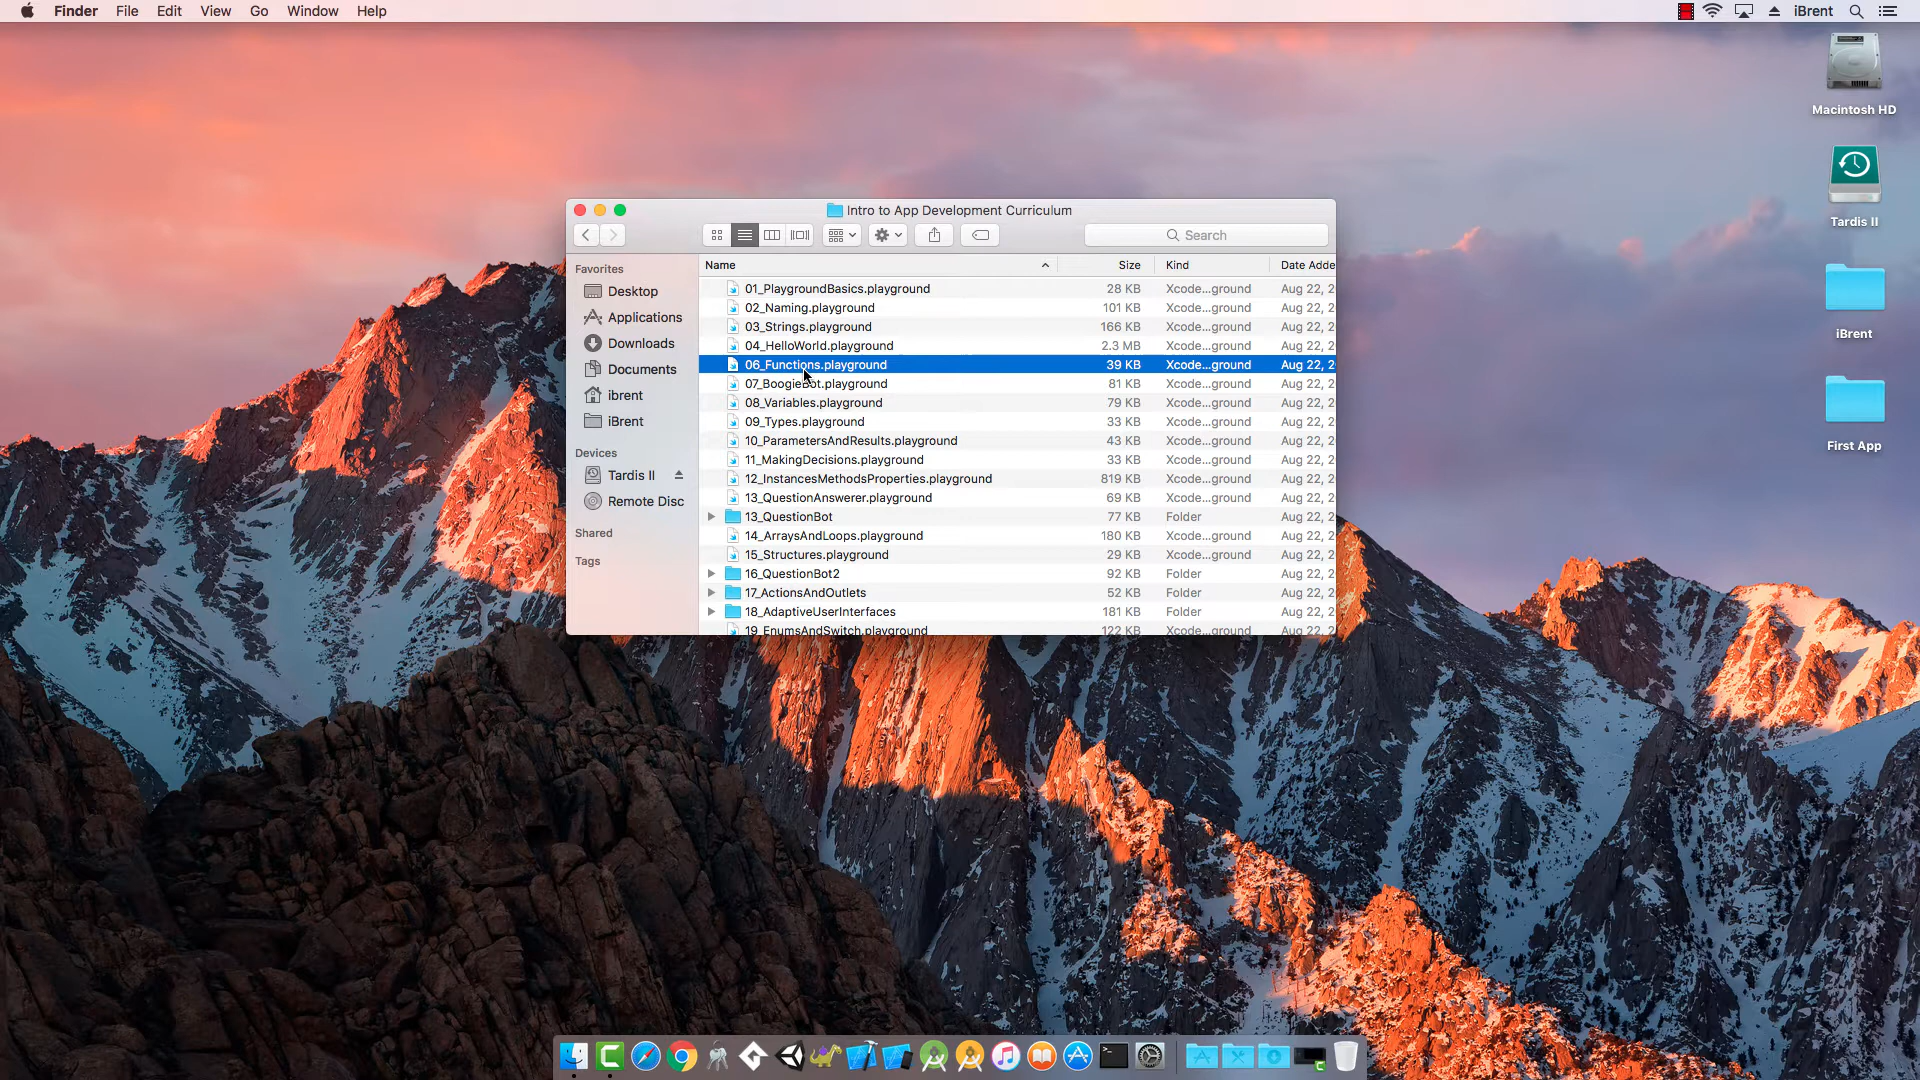 Finder File Edit View Go Window Help
iBrent
Macintosh HD
Tardis II
iBrent
First App
Intro to App Development Curriculum
Search
Favorites
Desktop
Applications
Downloads
Documents
ibrent
iBrent
Devices
Tardis II
Remote Disc
Shared
Tags
Name Size Kind Date Adde
01_PlaygroundBasics.playground 28 KB Xcode...ground Aug 22, 2
02_Naming.playground 101 KB Xcode...ground Aug 22, 2
03_Strings.playground 166 KB Xcode...ground Aug 22, 2
04_HelloWorld.playground 2.3 MB Xcode...ground Aug 22, 2
06_Functions.playground 39 KB Xcode...ground Aug 22, 2
07_BoogieBot.playground 81 KB Xcode...ground Aug 22, 2
08_Variables.playground 79 KB Xcode...ground Aug 22, 2
09_Types.playground 33 KB Xcode...ground Aug 22, 2
10_ParametersAndResults.playground 43 KB Xcode...ground Aug 22, 2
11_MakingDecisions.playground 33 KB Xcode...ground Aug 22, 2
12_InstancesMethodsProperties.playground 819 KB Xcode...ground Aug 22, 2
13_QuestionAnswerer.playground 69 KB Xcode...ground Aug 22, 2
13_QuestionBot 77 KB Folder Aug 22, 2
14_ArraysAndLoops.playground 180 KB Xcode...ground Aug 22, 2
15_Structures.playground 29 KB Xcode...ground Aug 22, 2
16_QuestionBot2 92 KB Folder Aug 22, 2
17_ActionsAndOutlets 52 KB Folder Aug 22, 2
18_AdaptiveUserInterfaces 181 KB Folder Aug 22, 2
19_EnumsAndSwitch.playground 122 KB Xcode...ground Aug 22, 2